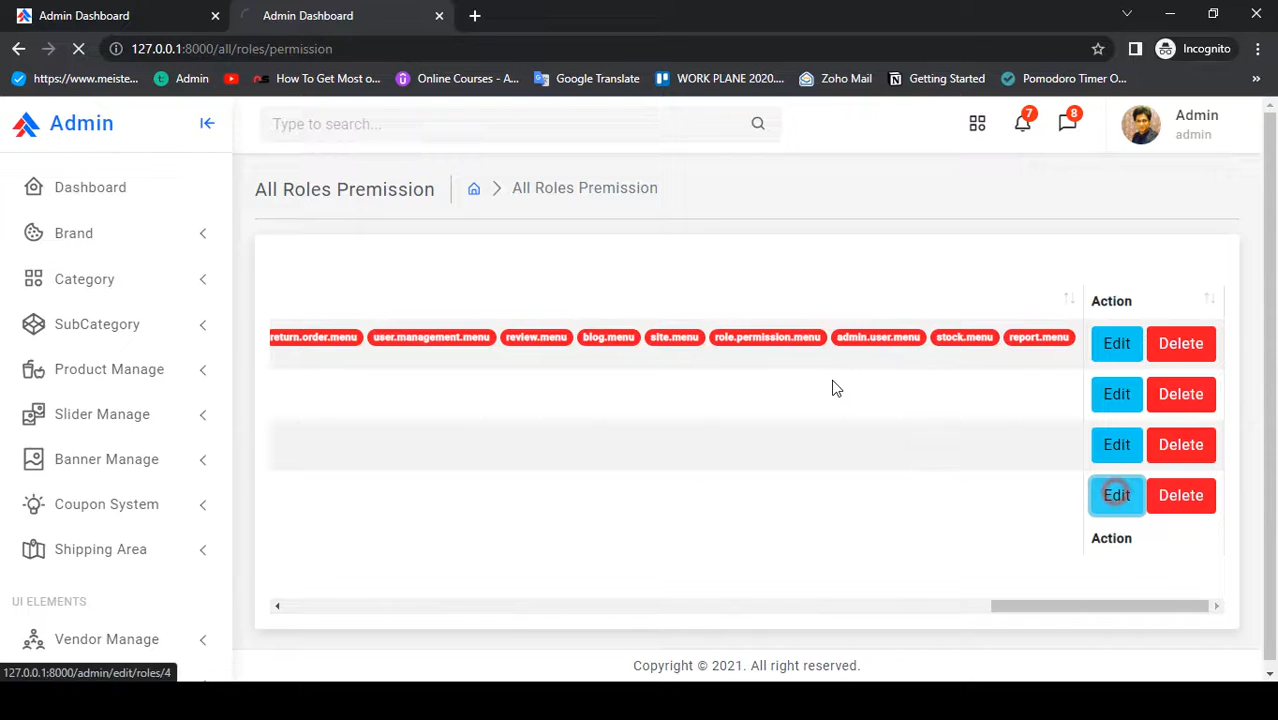 Admin Dashboard
Admin Dashboard
127.0.0.1:8000/all/roles/permission
Incognito
https://www.meiste...
Admin
How To Get Most o...
Online Courses - A...
Google Translate
WORK PLANE 2020....
Zoho Mail
Getting Started
Pomodoro Timer O...
Admin
Type to search...
7
8
Admin
admin
Dashboard
Brand
Category
SubCategory
Product Manage
Slider Manage
Banner Manage
Coupon System
Shipping Area
UI ELEMENTS
Vendor Manage
All Roles Premission
All Roles Premission
Action
return.order.menu user.management.menu review.menu blog.menu site.menu role.permission.menu admin.user.menu stock.menu report.menu
Edit Delete
Edit Delete
Edit Delete
Edit Delete
Action
Copyright © 2021. All right reserved.
127.0.0.1:8000/admin/edit/roles/4